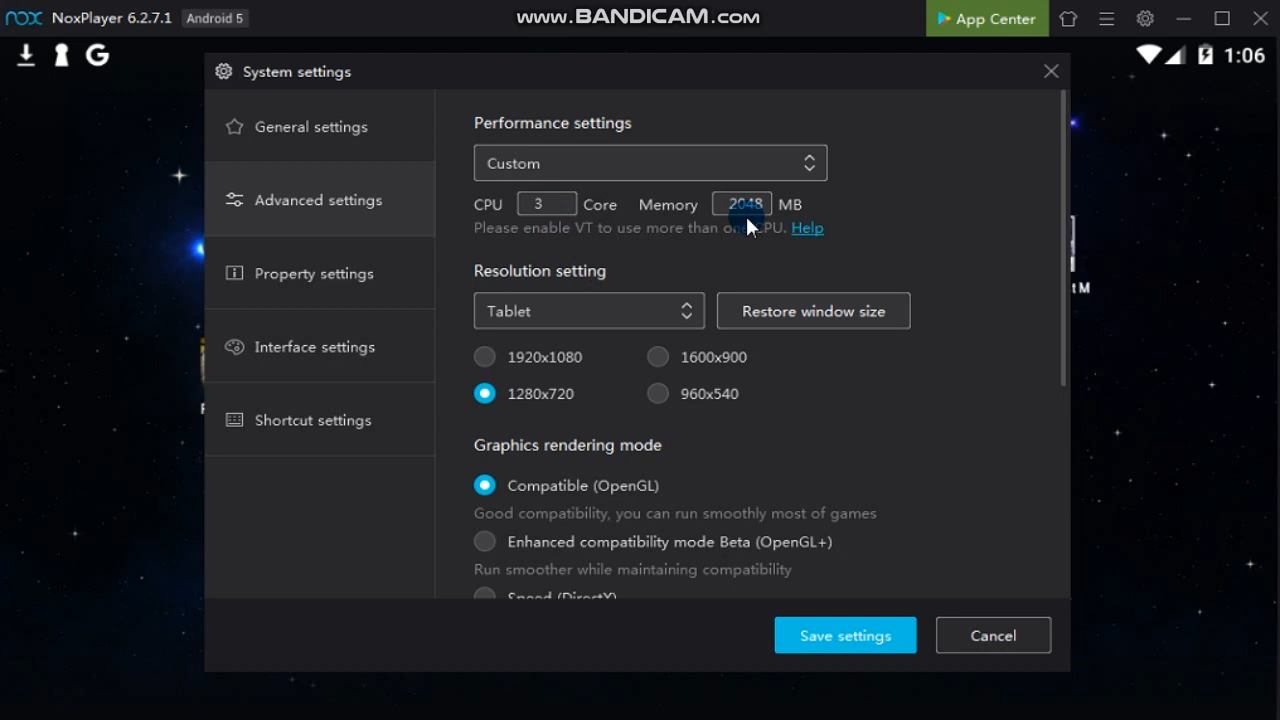 nox NoxPlayer 6.2.7.1 Android 5 www.BANDICAM.com App Center
G 1:06
System settings
General settings
Advanced settings
Property settings
Interface settings
Shortcut settings
Performance settings
Custom
CPU 3 Core Memory 2048 MB
Please enable VT to use more than one CPU. Help
Resolution setting
Tablet Restore window size
1920x1080 1600x900
1280x720 960x540
Graphics rendering mode
Compatible (OpenGL)
Good compatibility, you can run smoothly most of games
Enhanced compatibility mode Beta (OpenGL+)
Run smoother while maintaining compatibility
Speed (DirectX)
Save settings Cancel
t M